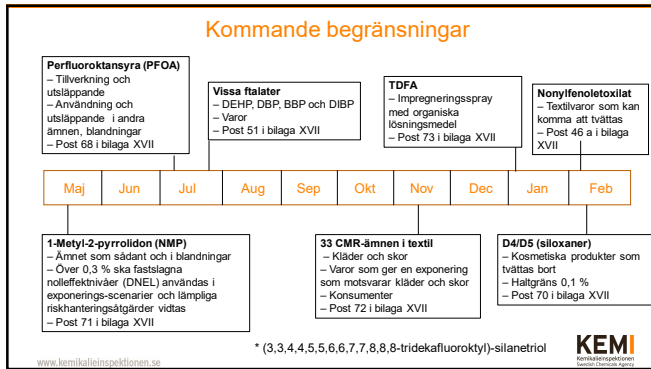 Kommande begränsningar
Perfluoroktansyra (PFOA)
– Tillverkning och
utsläppande
– Användning och
utsläppande i andra
ämnen, blandningar
– Post 68 i bilaga XVII
Vissa ftalater
– DEHP, DBP, BBP och DIBP
– Varor
– Post 51 i bilaga XVII
TDFA
– Impregneringsspray
med organiska
lösningsmedel
– Post 73 i bilaga XVII
Nonylfenoletoxilat
– Textilvaror som kan
komma att tvättas
– Post 46 a i bilaga
XVII
Maj Jun Jul Aug Sep Okt Nov Dec Jan Feb
1-Metyl-2-pyrrolidon (NMP)
– Ämnet som sådant och i blandningar
– Över 0,3 % ska fastslagna
nolleffektnivåer (DNEL) användas i
exponerings-scenarier och lämpliga
riskhanteringsåtgärder vidtas
– Post 71 i bilaga XVII
33 CMR-ämnen i textil
– Kläder och skor
– Varor som ger en exponering
som motsvarar kläder och skor
– Konsumenter
– Post 72 i bilaga XVII
D4/D5 (siloxaner)
– Kosmetiska produkter som
tvättas bort
– Haltgräns 0,1 %
– Post 70 i bilaga XVII
* (3,3,4,4,5,5,6,6,7,7,8,8,8-tridekafluoroktyl)-silanetriol
www.kemikalieinspektionen.se
KEMI
Kemikalieinspektionen
Swedish Chemicals Agency